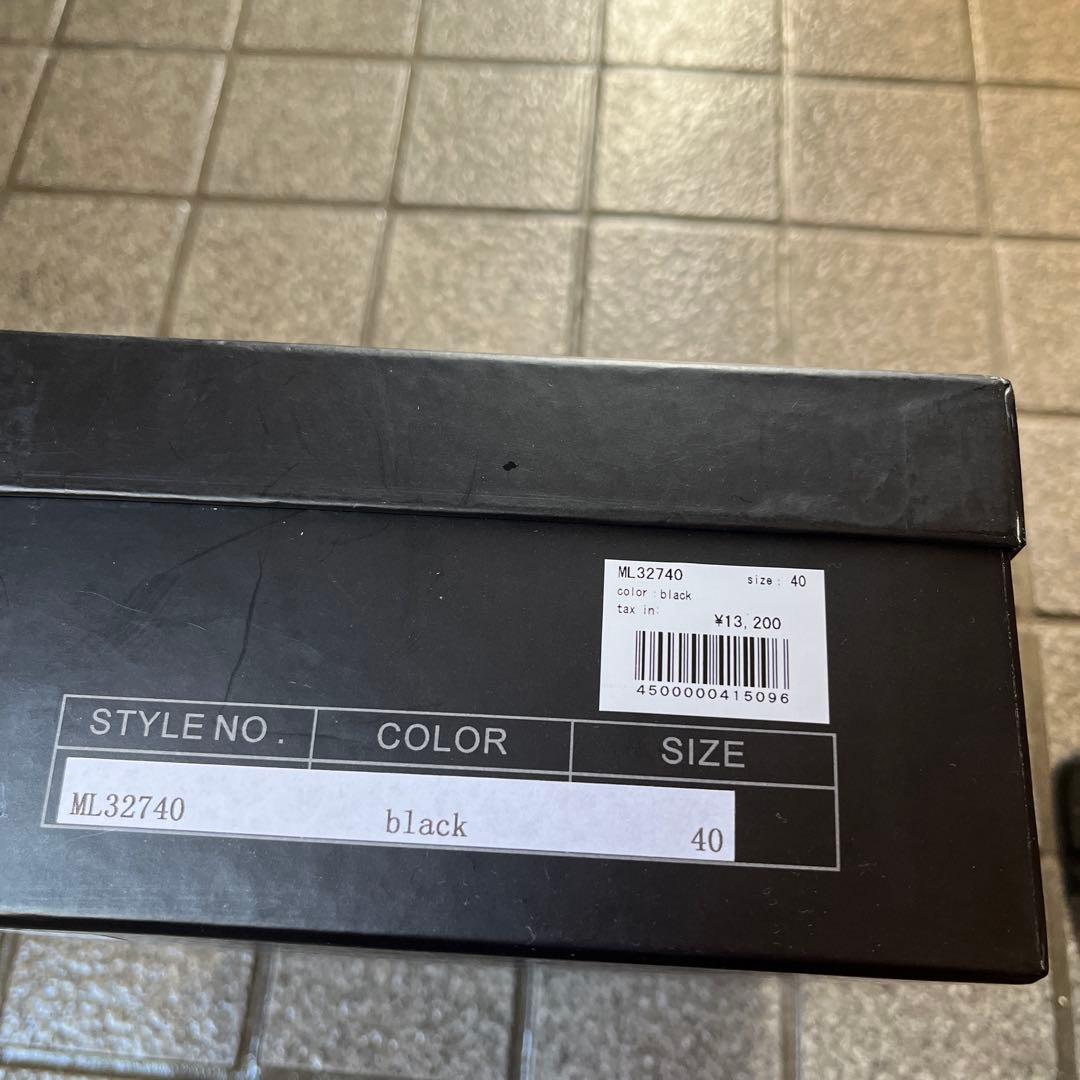 ML32740 size: 40
color:black
tax in:
¥13,200
4500000415096
STYLE NO. COLOR SIZE
ML32740 black 40